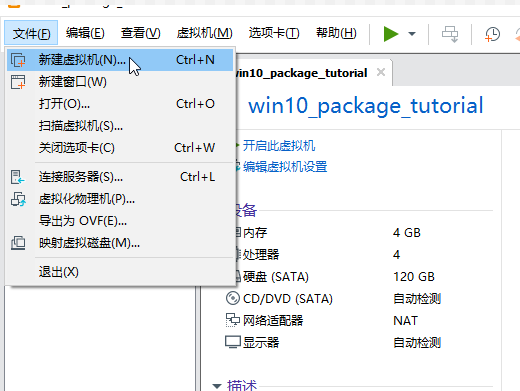 文件(F) 编辑(E) 查看(V) 虚拟机(M) 选项卡(T) 帮助(H)
新建虚拟机(N)... Ctrl+N
新建窗口(W)
打开(O)... Ctrl+O
扫描虚拟机(S)...
关闭选项卡(C) Ctrl+W
连接服务器(S)... Ctrl+L
虚拟化物理机(P)...
导出为 OVF(E)...
映射虚拟磁盘(M)...
退出(X)
win10_package_tutorial
win10_package_tutorial
开启此虚拟机
编辑虚拟机设置
设备
内存 4 GB
处理器 4
硬盘 (SATA) 120 GB
CD/DVD (SATA) 自动检测
网络适配器 NAT
显示器 自动检测
描述